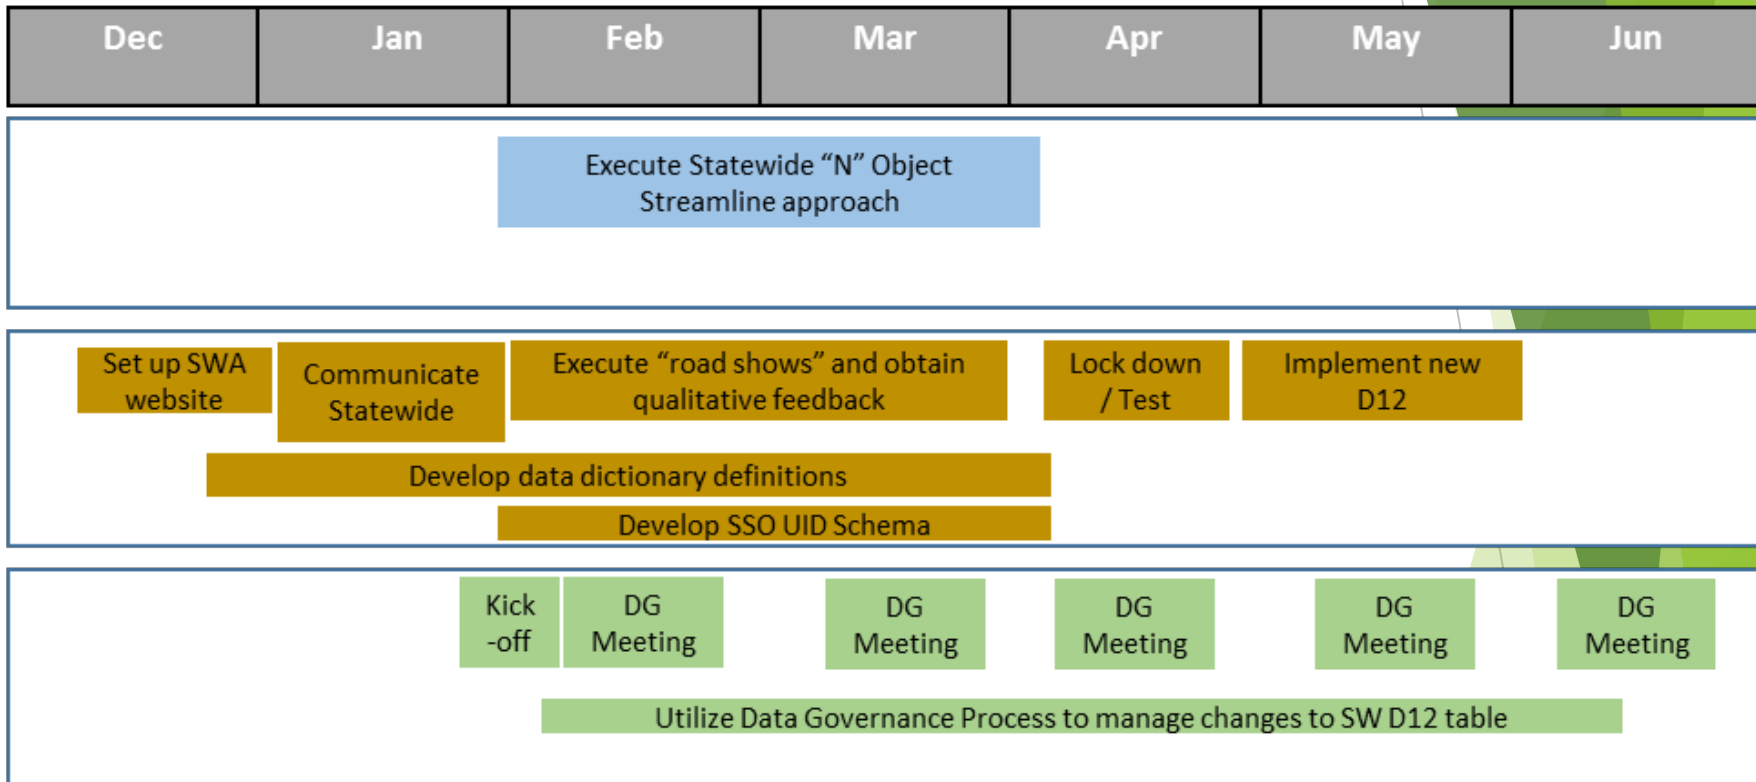 Dec
Jan
Feb
Mar
Apr
May
Jun
Execute Statewide “N” Object
Streamline approach
Set up SWA
website
Communicate
Statewide
Execute “road shows” and obtain
qualitative feedback
Lock down
/ Test
Implement new
D12
Develop data dictionary definitions
Develop SSO UID Schema
Kick
-off
DG
Meeting
DG
Meeting
DG
Meeting
DG
Meeting
DG
Meeting
Utilize Data Governance Process to manage changes to SW D12 table